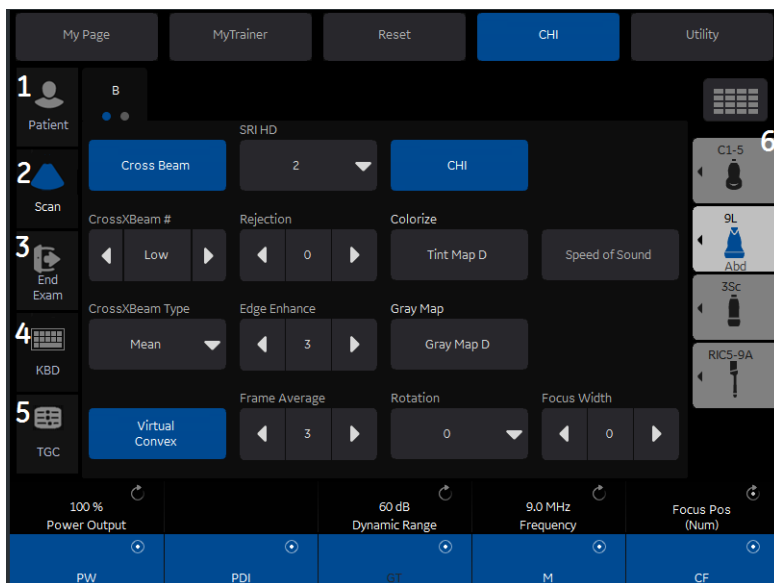 My Page
MyTrainer
Reset
CHI
Utility
1
Patient
2
Scan
3
End
Exam
4
KBD
5
TGC
B
SRI HD
Cross Beam
2
CHI
CrossXBeam #
Rejection
Colorize
Low
0
Tint Map D
Speed of Sound
CrossXBeam Type
Edge Enhance
Gray Map
Mean
3
Gray Map D
Frame Average
Rotation
Focus Width
Virtual
Convex
3
0
0
6
C1-5
9L
Abd
3Sc
RIC5-9A
100 %
Power Output
60 dB
Dynamic Range
9.0 MHz
Frequency
Focus Pos
(Num)
PW
PDI
GT
M
CF